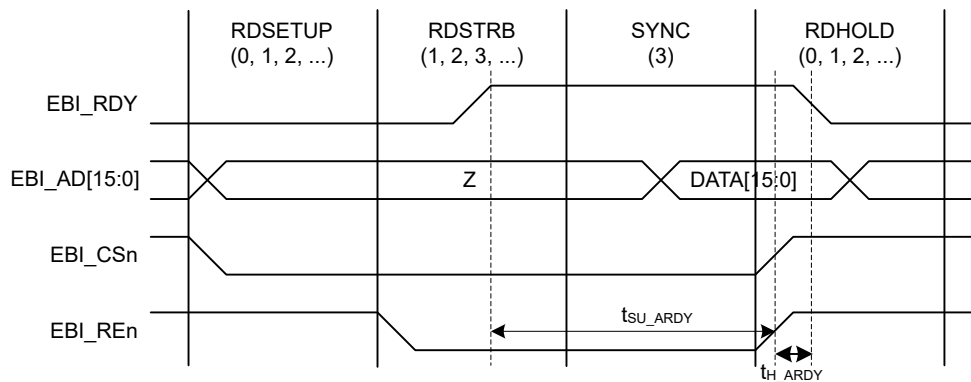 RDSETUP
(0, 1, 2, ...)
RDSTRB
(1, 2, 3, ...)
SYNC
(3)
RDHOLD
(0, 1, 2, ...)
EBI_RDY
EBI_AD[15:0]
Z
DATA[15:0]
EBI_CSn
EBI_REn
tSU_ARDY
tH_ARDY